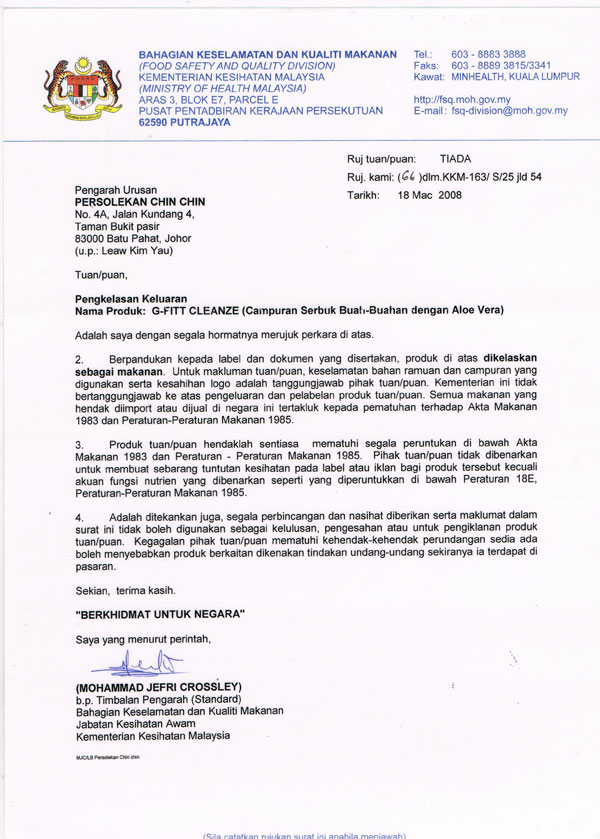 BAHAGIAN KESELAMATAN DAN KUALITI MAKANAN
(FOOD SAFETY AND QUALITY DIVISION)
KEMENTERIAN KESIHATAN MALAYSIA
(MINISTRY OF HEALTH MALAYSIA)
ARAS 3, BLOK E7, PARCEL E
PUSAT PENTADBIRAN KERAJAAN PERSEKUTUAN
62590 PUTRAJAYA
Tel.: 603 - 8883 3888
Faks: 603 - 8889 3815/3341
Kawat: MINHEALTH, KUALA LUMPUR
http://fsq.moh.gov.my
E-mail : fsq-division@moh.gov.my
Ruj tuan/puan: TIADA
Ruj. kami: (66 )dlm.KKM-163/ S/25 jld 54
Tarikh: 18 Mac 2008
Pengarah Urusan
PERSOLEKAN CHIN CHIN
No. 4A, Jalan Kundang 4,
Taman Bukit pasir
83000 Batu Pahat, Johor
(u.p.: Leaw Kim Yau)
Tuan/puan,
Pengkelasan Keluaran
Nama Produk: G-FITT CLEANZE (Campuran Serbuk Buah-Buahan dengan Aloe Vera)
Adalah saya dengan segala hormatnya merujuk perkara di atas.
2. Berpandukan kepada label dan dokumen yang disertakan, produk di atas dikelaskan
sebagai makanan. Untuk makluman tuan/puan, keselamatan bahan ramuan dan campuran yang
digunakan serta kesahihan logo adalah tanggungjawab pihak tuan/puan. Kementerian ini tidak
bertanggungjawab ke atas pengeluaran dan pelabelan produk tuan/puan. Semua makanan yang
hendak diimport atau dijual di negara ini tertakluk kepada pematuhan terhadap Akta Makanan
1983 dan Peraturan-Peraturan Makanan 1985.
3. Produk tuan/puan hendaklah sentiasa mematuhi segala peruntukan di bawah Akta
Makanan 1983 dan Peraturan - Peraturan Makanan 1985. Pihak tuan/puan tidak dibenarkan
untuk membuat sebarang tuntutan kesihatan pada label atau iklan bagi produk tersebut kecuali
akuan fungsi nutrien yang dibenarkan seperti yang diperuntukkan di bawah Peraturan 18E,
Peraturan-Peraturan Makanan 1985.
4. Adalah ditekankan juga, segala perbincangan dan nasihat diberikan serta maklumat dalam
surat ini tidak boleh digunakan sebagai kelulusan, pengesahan atau untuk pengiklanan produk
tuan/puan. Kegagalan pihak tuan/puan mematuhi kehendak-kehendak perundangan sedia ada
boleh menyebabkan produk berkaitan dikenakan tindakan undang-undang sekiranya ia terdapat di
pasaran.
Sekian, terima kasih.
"BERKHIDMAT UNTUK NEGARA"
Saya yang menurut perintah,
(MOHAMMAD JEFRI CROSSLEY)
b.p. Timbalan Pengarah (Standard)
Bahagian Keselamatan dan Kualiti Makanan
Jabatan Kesihatan Awam
Kementerian Kesihatan Malaysia
MJC/LB Persolekan Chin chin
(Sila catatkan rujukan surat ini apabila menjawab)